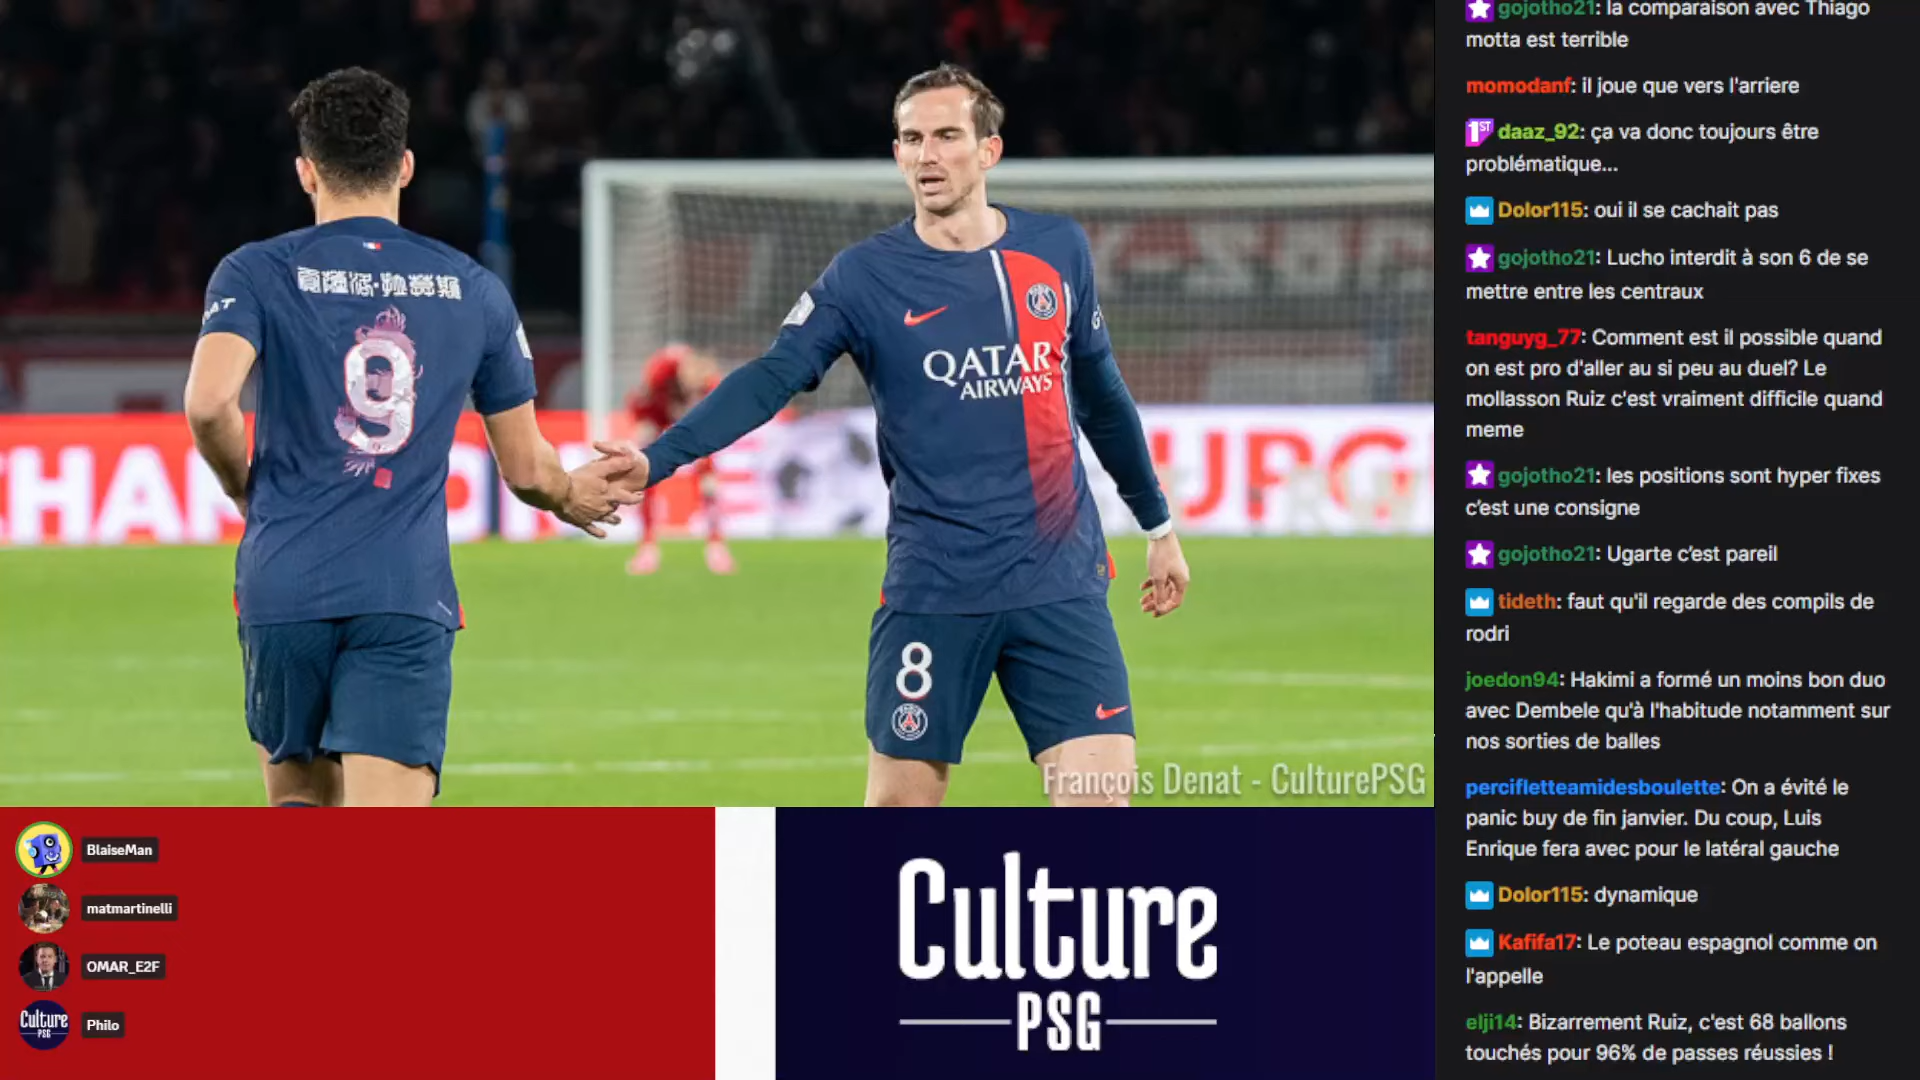 gojotho21: la comparaison avec Thiago
motta est terrible
momodanf: il joue que vers l'arriere
1ST daaz_92: ça va donc toujours être
problématique...
Dolor115: oui il se cachait pas
gojotho21: Lucho interdit à son 6 de se
mettre entre les centraux
tanguyg_77: Comment est il possible quand
on est pro d'aller au si peu au duel? Le
mollasson Ruiz c'est vraiment difficile quand
meme
gojotho21: les positions sont hyper fixes
c’est une consigne
gojotho21: Ugarte c’est pareil
tideth: faut qu'il regarde des compils de
rodri
joedon94: Hakimi a formé un moins bon duo
avec Dembele qu'à l'habitude notamment sur
nos sorties de balles
percifletteamidesboulette: On a évité le
panic buy de fin janvier. Du coup, Luis
Enrique fera avec pour le latéral gauche
Dolor115: dynamique
Kafifa17: Le poteau espagnol comme on
l'appelle
elji14: Bizarrement Ruiz, c'est 68 ballons
touchés pour 96% de passes réussies !
9
QATAR
AIRWAYS
PARIS
8
PARIS
François Denat - CulturePSG
BlaiseMan
matmartinelli
OMAR_E2F
Culture
PSG
Philo
Culture
PSG